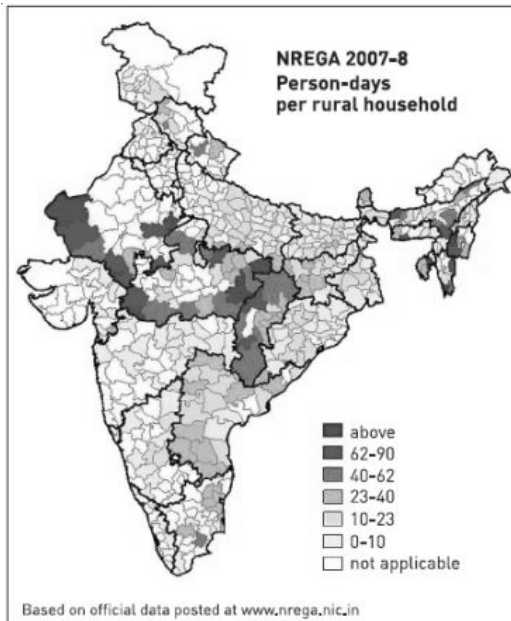 NREGA 2007-8
Person-days
per rural household
above
62-90
40-62
23-40
10-23
0-10
not applicable
Based on official data posted at www.nrega.nic.in